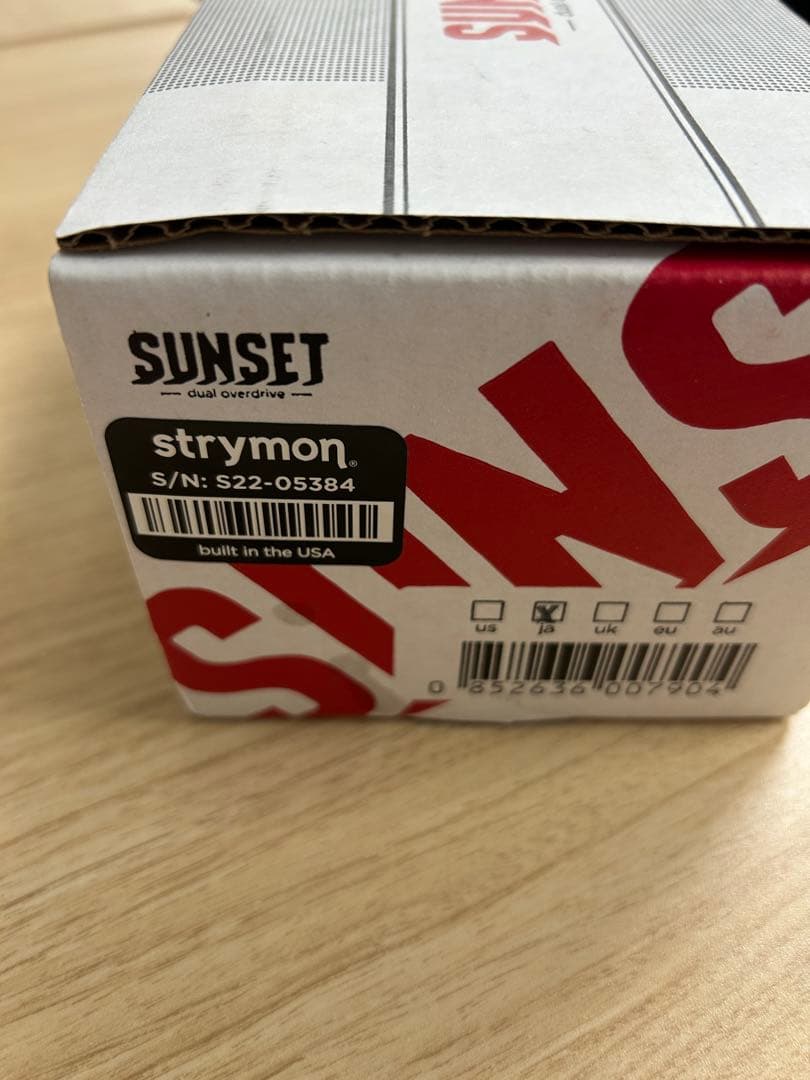 SUNSET
dual overdrive
strymon®
S/N: S22-05384
built in the USA
us ja uk eu au
0 852636 007904